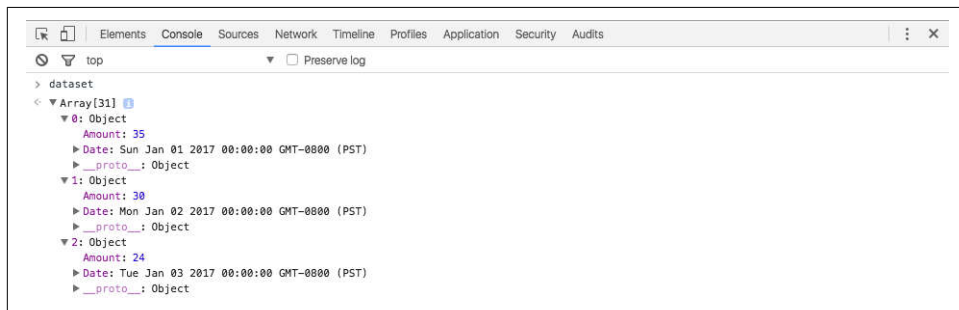 Elements Console Sources Network Timeline Profiles Application Security Audits
top Preserve log
> dataset
Array[31] i
0: Object
Amount: 35
Date: Sun Jan 01 2017 00:00:00 GMT-0800 (PST)
__proto__: Object
1: Object
Amount: 30
Date: Mon Jan 02 2017 00:00:00 GMT-0800 (PST)
__proto__: Object
2: Object
Amount: 24
Date: Tue Jan 03 2017 00:00:00 GMT-0800 (PST)
__proto__: Object